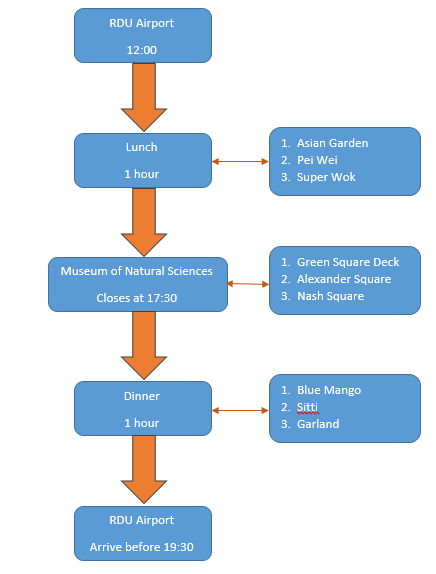 RDU Airport
12:00
Lunch
1 hour
1. Asian Garden
2. Pei Wei
3. Super Wok
Museum of Natural Sciences
Closes at 17:30
1. Green Square Deck
2. Alexander Square
3. Nash Square
Dinner
1 hour
1. Blue Mango
2. Sitti
3. Garland
RDU Airport
Arrive before 19:30